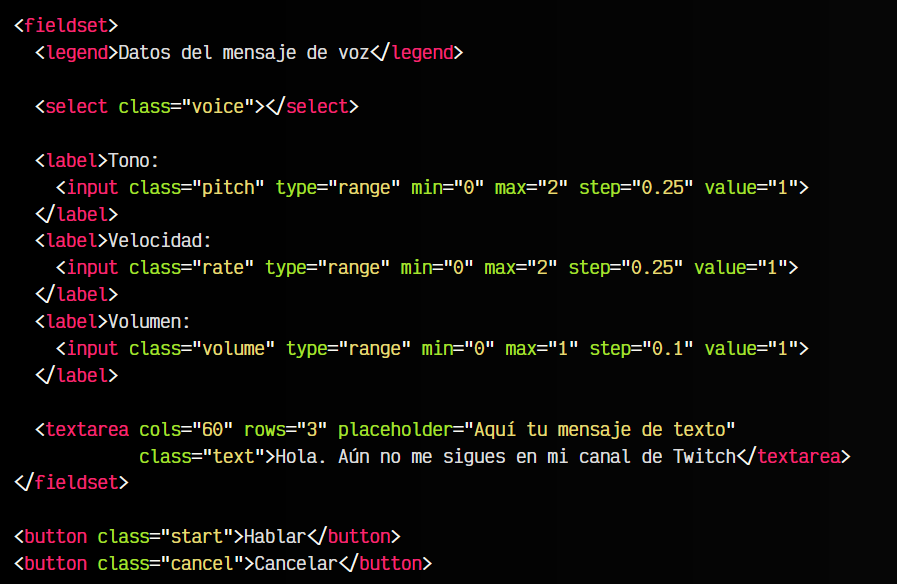 <fieldset>
<legend>Datos del mensaje de voz</legend>
<select class="voice"></select>
<label>Tono:
<input class="pitch" type="range" min="0" max="2" step="0.25" value="1">
</label>
<label>Velocidad:
<input class="rate" type="range" min="0" max="2" step="0.25" value="1">
</label>
<label>Volumen:
<input class="volume" type="range" min="0" max="1" step="0.1" value="1">
</label>
<textarea cols="60" rows="3" placeholder="Aquí tu mensaje de texto"
class="text">Hola. Aún no me sigues en mi canal de Twitch</textarea>
</fieldset>
<button class="start">Hablar</button>
<button class="cancel">Cancelar</button>